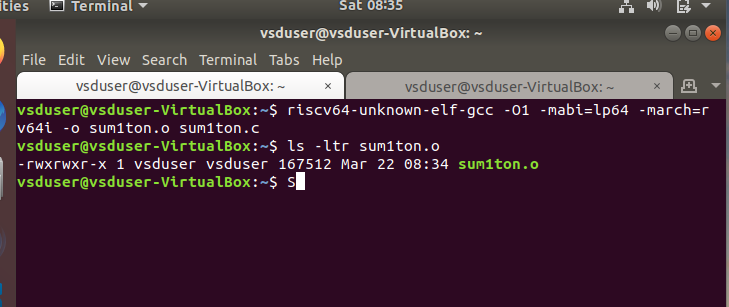 ities Terminal Sat 08:35
vsduser@vsduser-VirtualBox: ~
File Edit View Search Terminal Tabs Help
vsduser@vsduser-VirtualBox: ~ × vsduser@vsduser-VirtualBox: ~ ×
vsduser@vsduser-VirtualBox:~$ riscv64-unknown-elf-gcc -O1 -mabi=lp64 -march=r
v64i -o sum1ton.o sum1ton.c
vsduser@vsduser-VirtualBox:~$ ls -ltr sum1ton.o
-rwxrwxr-x 1 vsduser vsduser 167512 Mar 22 08:34 sum1ton.o
vsduser@vsduser-VirtualBox:~$ S